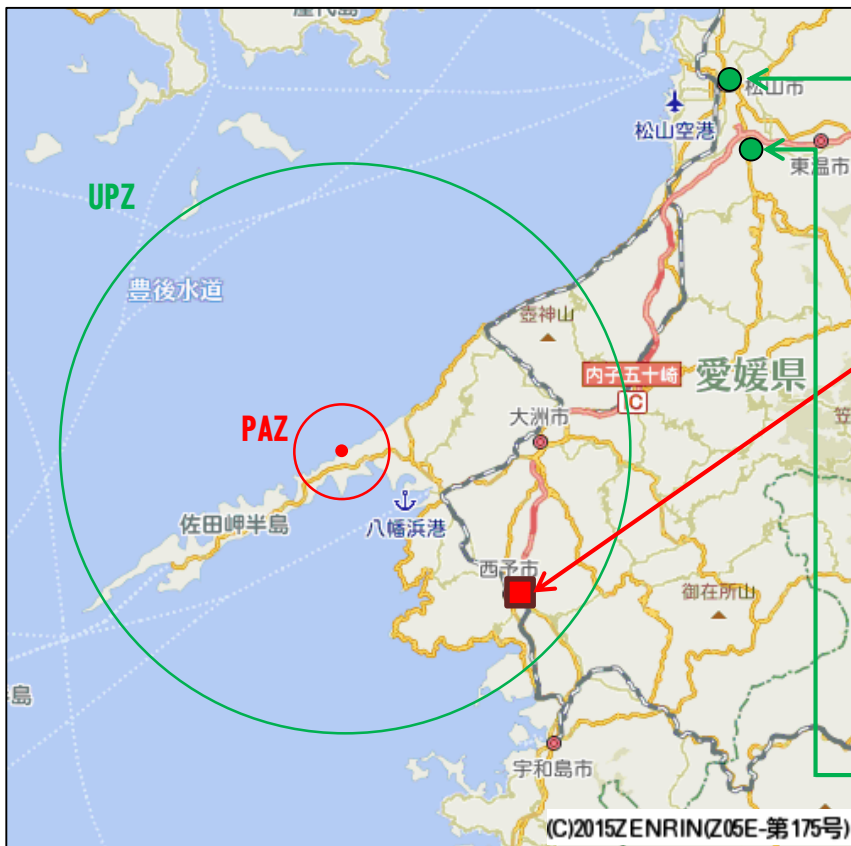 松山市
松山空港
東温市
UPZ
豊後水道
壺神山
内子五十崎
IC
愛媛県
大洲市
PAZ
佐田岬半島
八幡浜港
西予市
御在所山
島
宇和島市
(C)2015ZENRIN(Z05E-第175号)